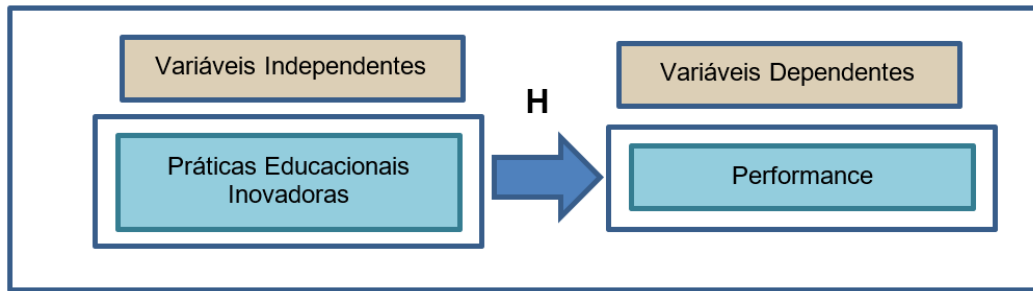 Variáveis Independentes
Variáveis Dependentes
H
Práticas Educacionais
Inovadoras
Performance